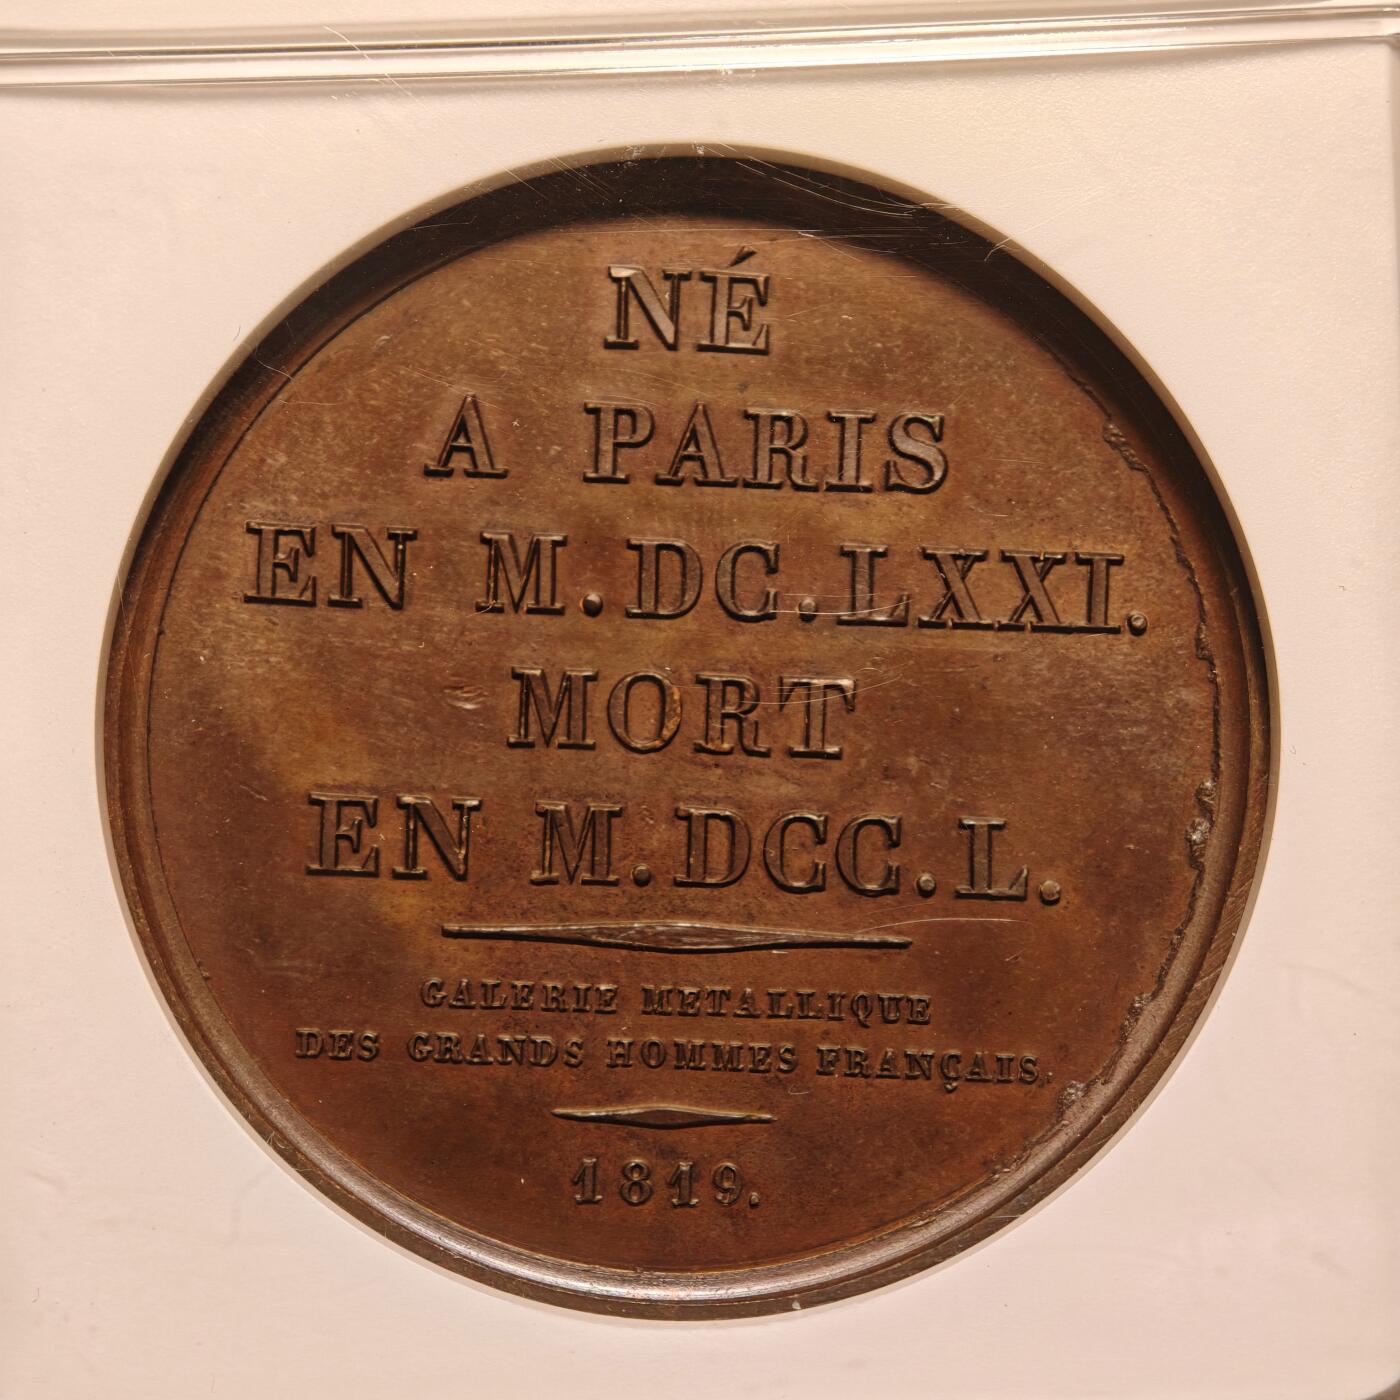 NÉ
A PARIS
EN M.DC.LXXI.
MORT
EN M.DCC.L.
GALERIE METALLIQUE
DES GRANDS HOMMES FRANÇAIS.
1819.